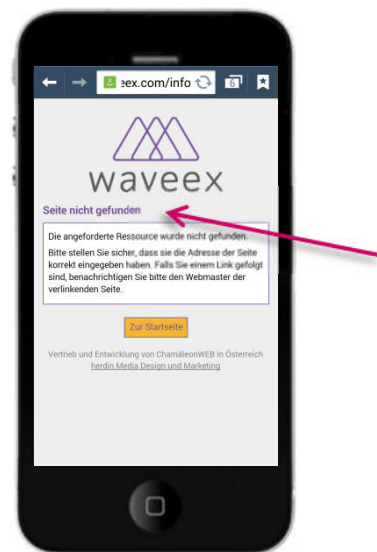 ɛex.com/info
6
waveex
Seite nicht gefunden
Die angeforderte Ressource wurde nicht gefunden.
Bitte stellen Sie sicher, dass sie die Adresse der Seite
korrekt eingegeben haben. Falls Sie einem Link gefolgt
sind, benachrichtigen Sie bitte den Webmaster der
verlinkenden Seite.
Zur Startseite
Vertrieb und Entwicklung von ChamäleonWEB in Österreich
herdin Media Design und Marketing